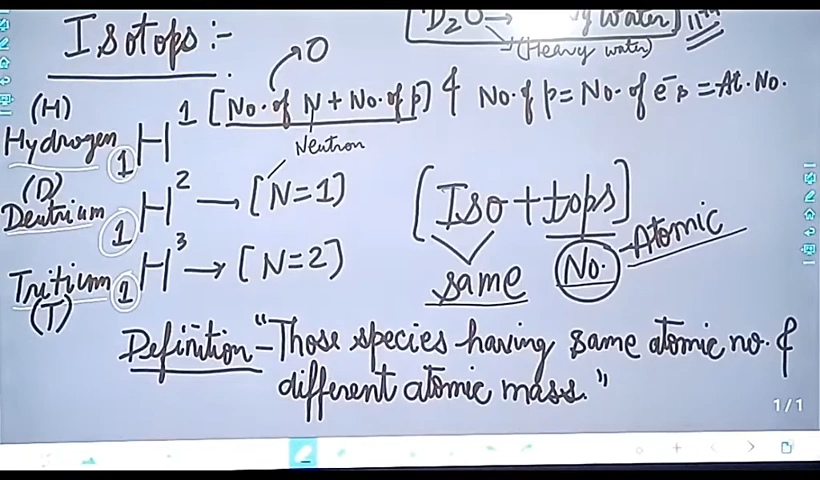 D₂O → Water]
Isotops :-
(Heavy water)
O
(H)
Hydrogen ₁H¹ [No. of N + No. of p] & No. of p = No. of e⁻s = At. No.
Neutron
(D)
Deutrium ₁H² → [N=1]
[Iso + tops]
Tritium ₁H³ → [N=2]
(T)
same
No.
Atomic
Definition - "Those species having same atomic no. &
different atomic mass."
1/1